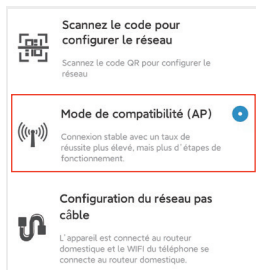 Scannez le code pour
configurer le réseau
Scannez le code QR pour configurer le
réseau
Mode de compatibilité (AP)
Connexion stable avec un taux de
réussite plus élevé, mais plus d'étapes de
fonctionnement.
Configuration du réseau pas
câble
L'appareil est connecté au routeur
domestique et le WIFI du téléphone se
connecte au routeur domestique.